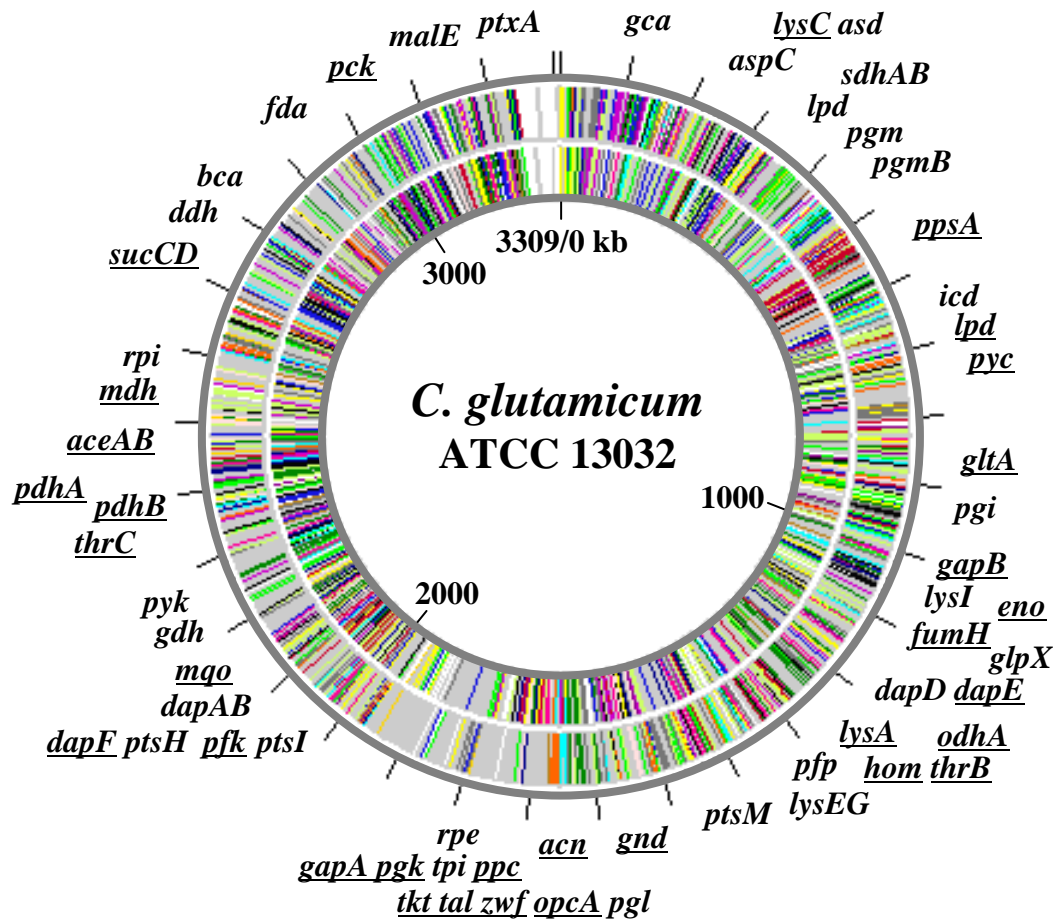 ptxA
gca
malE
lysC asd
pck
aspC
sdhAB
fda
lpd
pgm
pgmB
bca
ddh
ppsA
sucCD
3309/0 kb
3000
icd
lpd
rpi
pyc
mdh
C. glutamicum
aceAB
ATCC 13032
gltA
pdhA
pdhB
1000
pgi
thrC
gapB
pyk
2000
lysI
eno
gdh
fumH
glpX
mqo
dapD dapE
dapAB
dapF ptsH pfk ptsI
lysA
odhA
pfp
hom thrB
ptsM
lysEG
rpe
acn
gnd
gapA pgk tpi ppc
tkt tal zwf opcA pgl